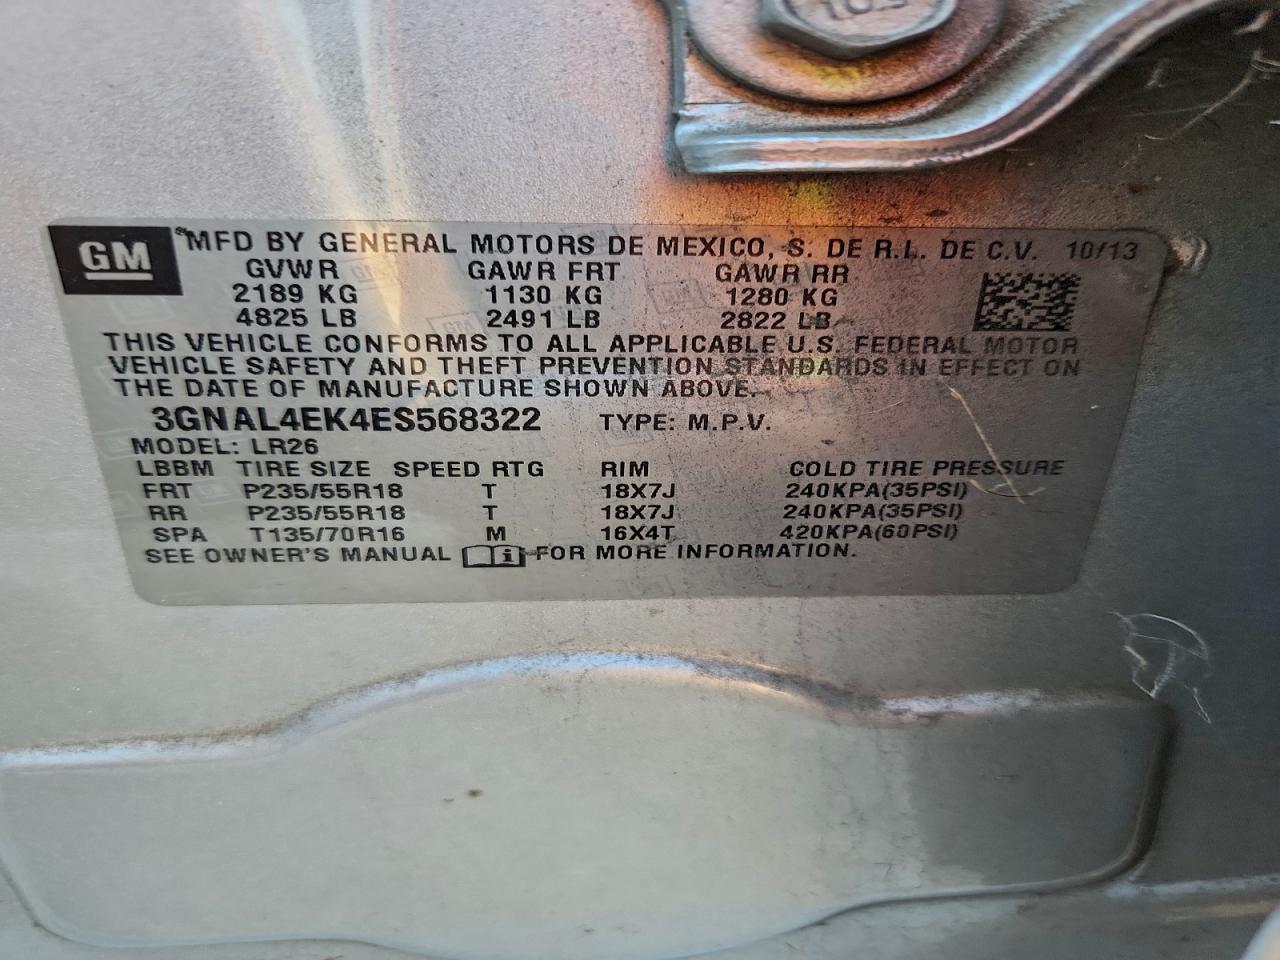 GM MFD BY GENERAL MOTORS DE MEXICO, S. DE R.L. DE C.V. 10/13
GVWR GAWR FRT GAWR RR
2189 KG 1130 KG 1280 KG
4825 LB 2491 LB 2822 LB
THIS VEHICLE CONFORMS TO ALL APPLICABLE U.S. FEDERAL MOTOR
VEHICLE SAFETY AND THEFT PREVENTION STANDARDS IN EFFECT ON
THE DATE OF MANUFACTURE SHOWN ABOVE.
3GNAL4EK4ES568322 TYPE: M.P.V.
MODEL: LR26
LBBM TIRE SIZE SPEED RTG RIM COLD TIRE PRESSURE
FRT P235/55R18 T 18X7J 240KPA(35PSI)
RR P235/55R18 T 18X7J 240KPA(35PSI)
SPA T135/70R16 M 16X4T 420KPA(60PSI)
SEE OWNER'S MANUAL i FOR MORE INFORMATION.